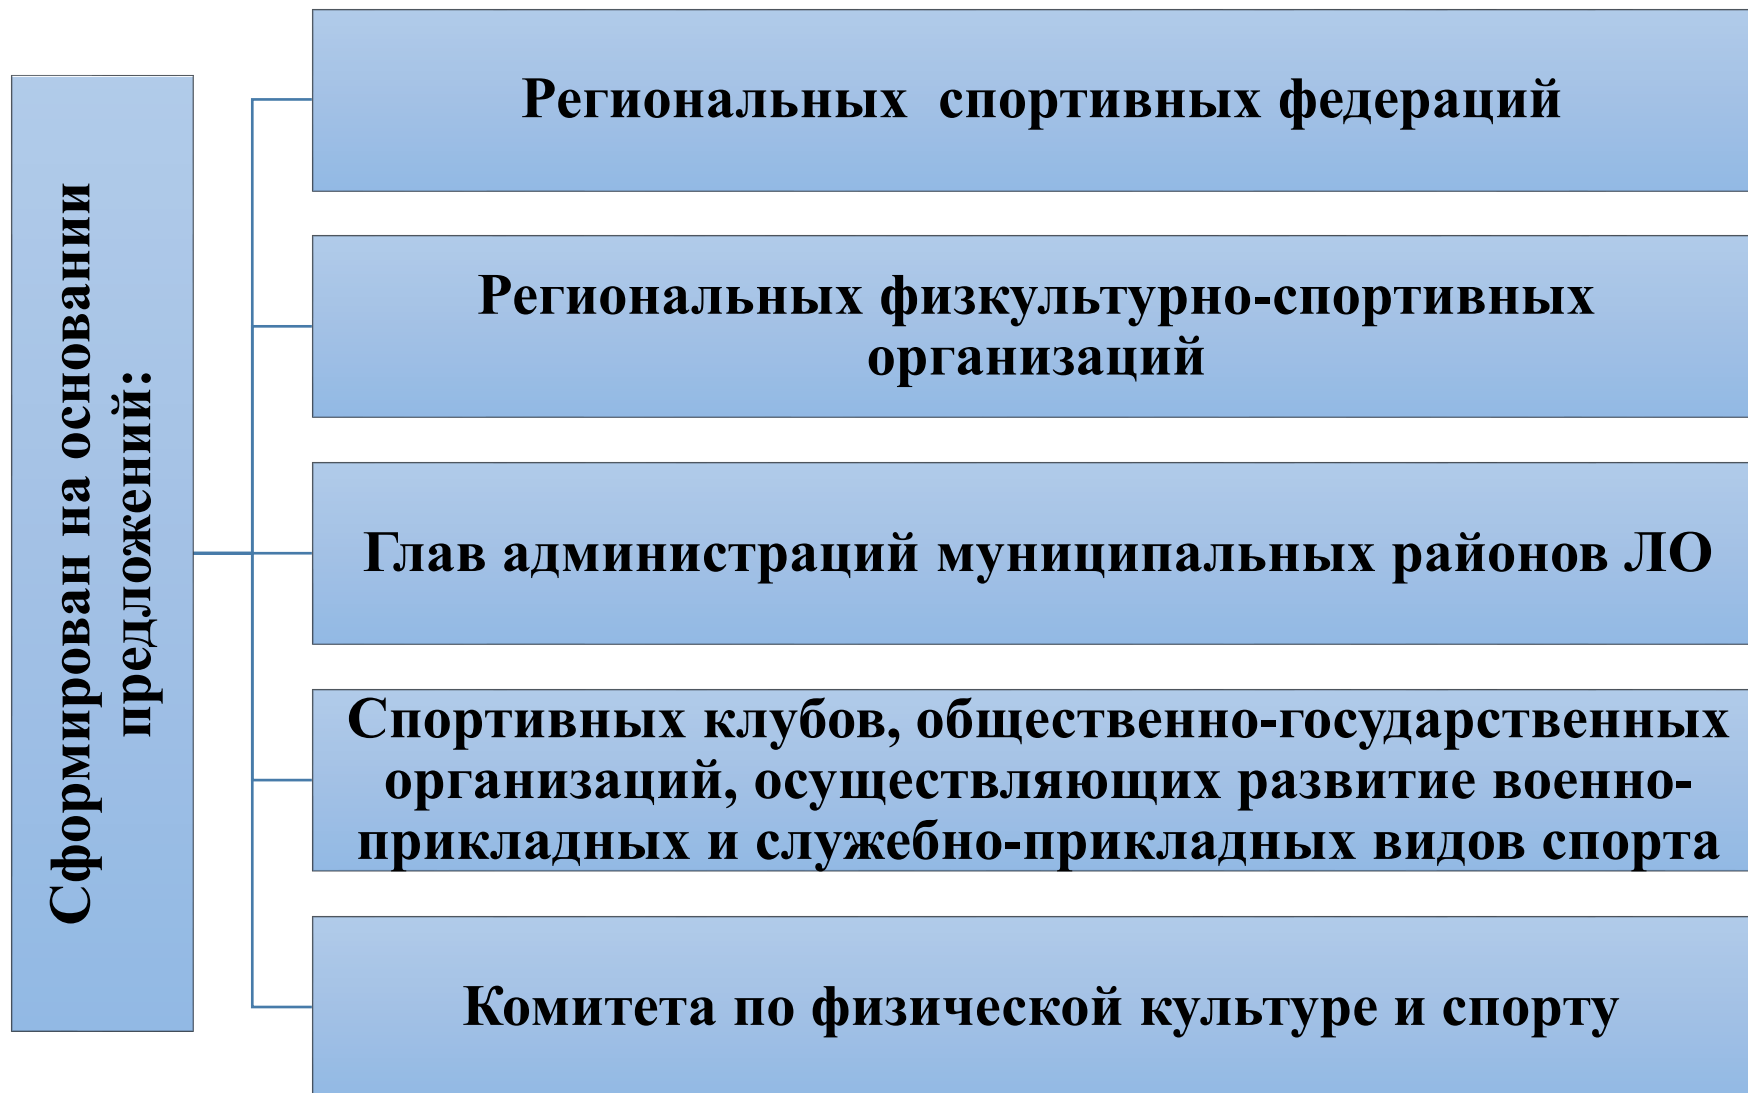 Сформирован на основании
предложений:
Региональных спортивных федераций
Региональных физкультурно-спортивных
организаций
Глав администраций муниципальных районов ЛО
Спортивных клубов, общественно-государственных
организаций, осуществляющих развитие военно-
прикладных и служебно-прикладных видов спорта
Комитета по физической культуре и спорту